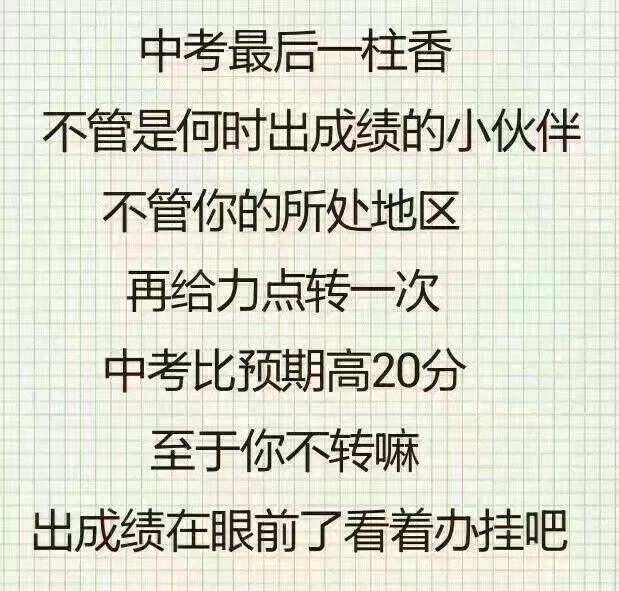 中考最后一柱香
不管是何时出成绩的小伙伴
不管你的所处地区
再给力点转一次
中考比预期高20分
至于你不转嘛
出成绩在眼前了看着办挂吧